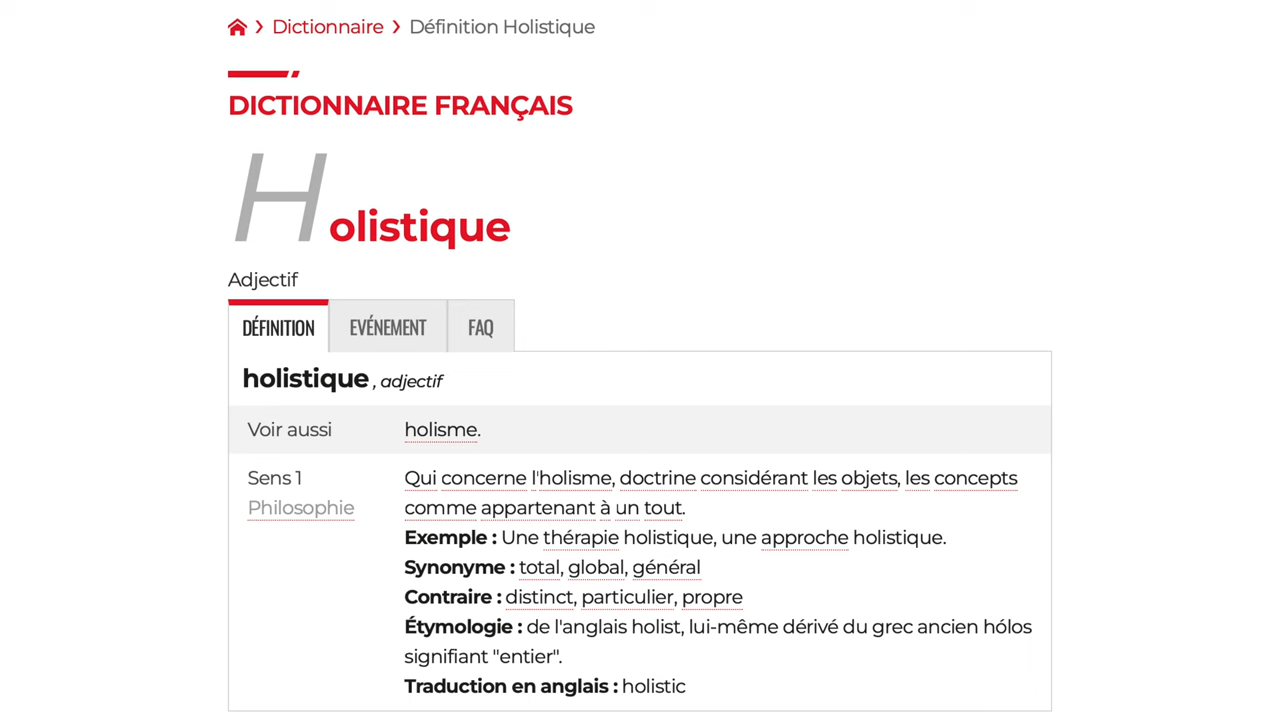 Dictionnaire Définition Holistique
DICTIONNAIRE FRANÇAIS
Holistique
Adjectif
DÉFINITION EVÉNEMENT FAQ
holistique , adjectif
Voir aussi holisme.
Sens 1 Qui concerne l'holisme, doctrine considérant les objets, les concepts
Philosophie comme appartenant à un tout.
Exemple : Une thérapie holistique, une approche holistique.
Synonyme : total, global, général
Contraire : distinct, particulier, propre
Étymologie : de l'anglais holist, lui-même dérivé du grec ancien hólos
signifiant "entier".
Traduction en anglais : holistic